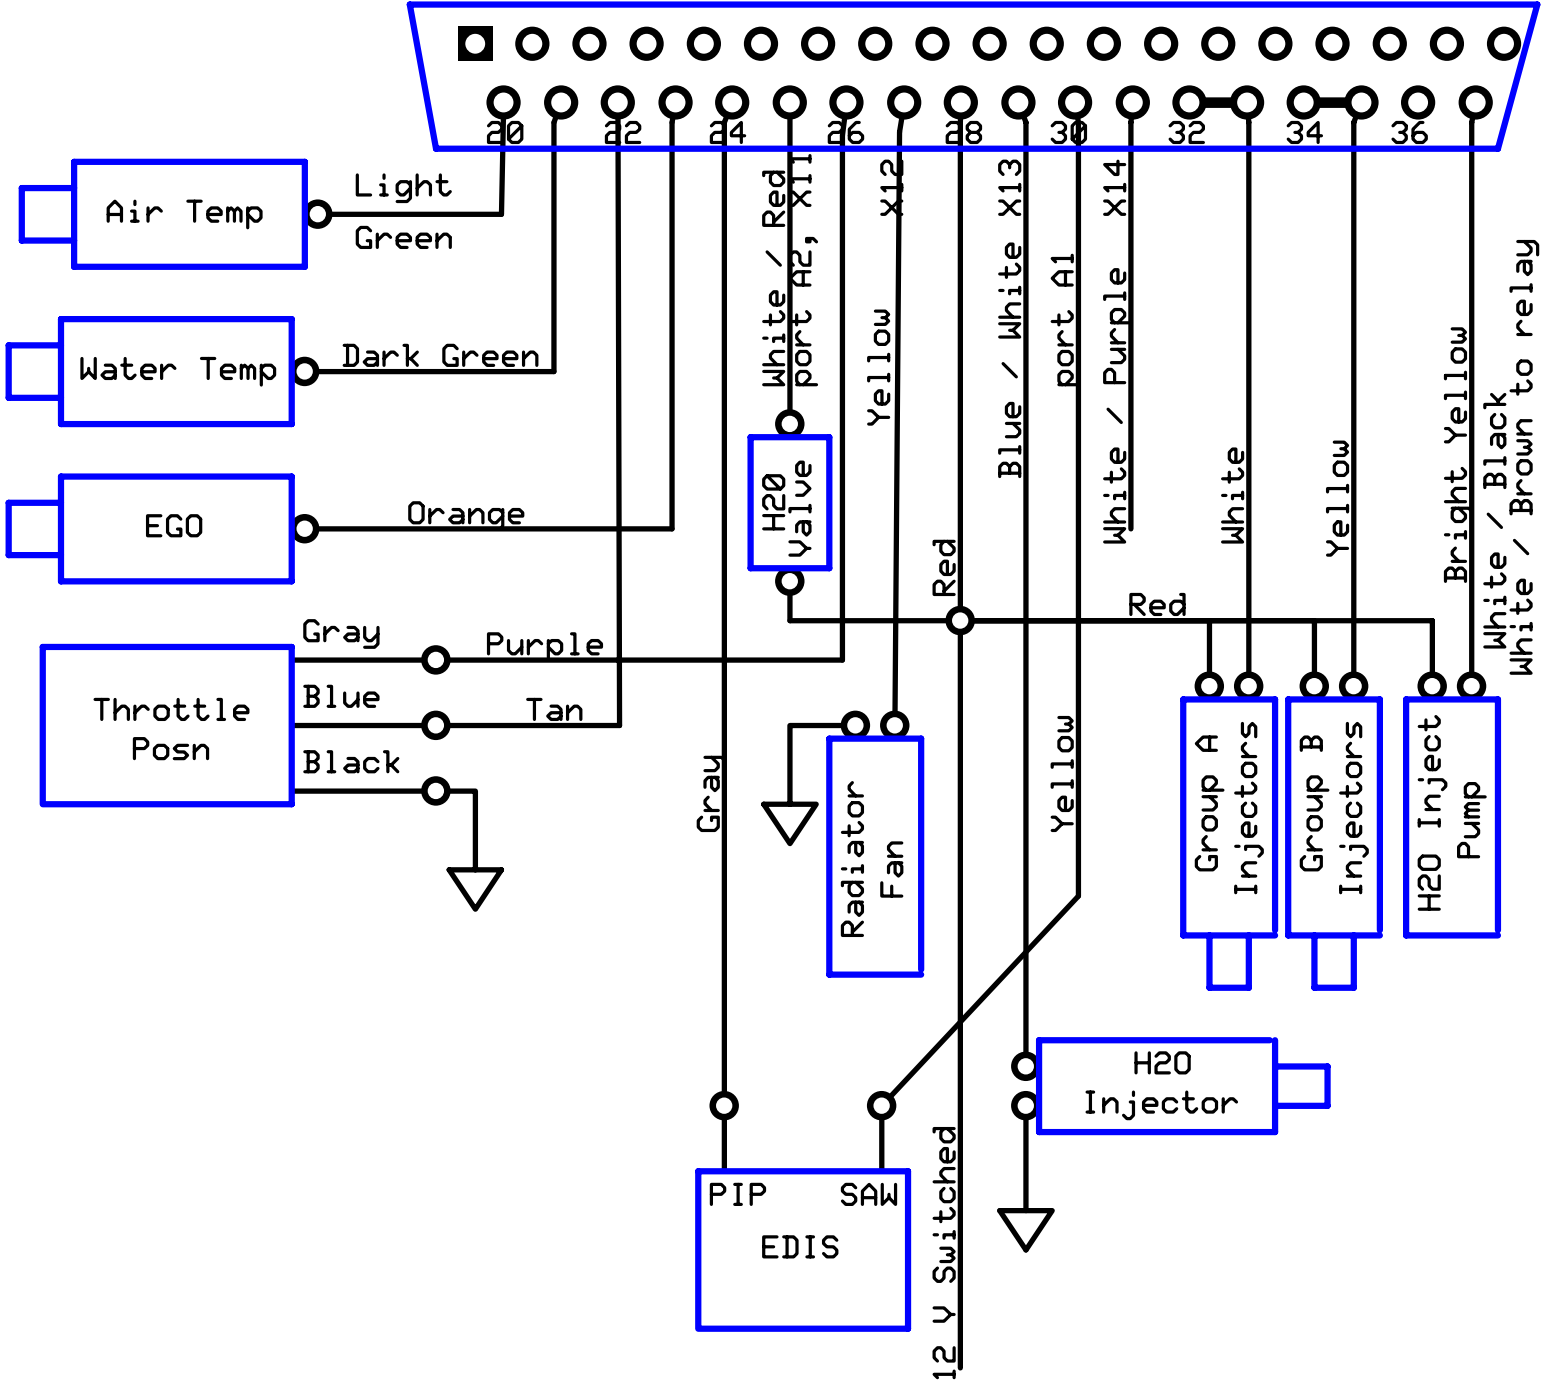 20 22 24 26 28 30 32 34 36
Light
Green
Air Temp
Dark Green
Water Temp
Orange
EGO
Gray
Purple
Blue
Tan
Black
Throttle
Posn
White / Red
port A2, X11
H20
Valve
X12
Yellow
Red
Blue / White X13
port A1
White / Purple X14
White
Yellow
Bright Yellow
White / Black
White / Brown to relay
Red
Gray
Radiator
Fan
Yellow
Group A
Injectors
Group B
Injectors
H2O Inject
Pump
H2O
Injector
PIP SAW
EDIS
12 V Switched